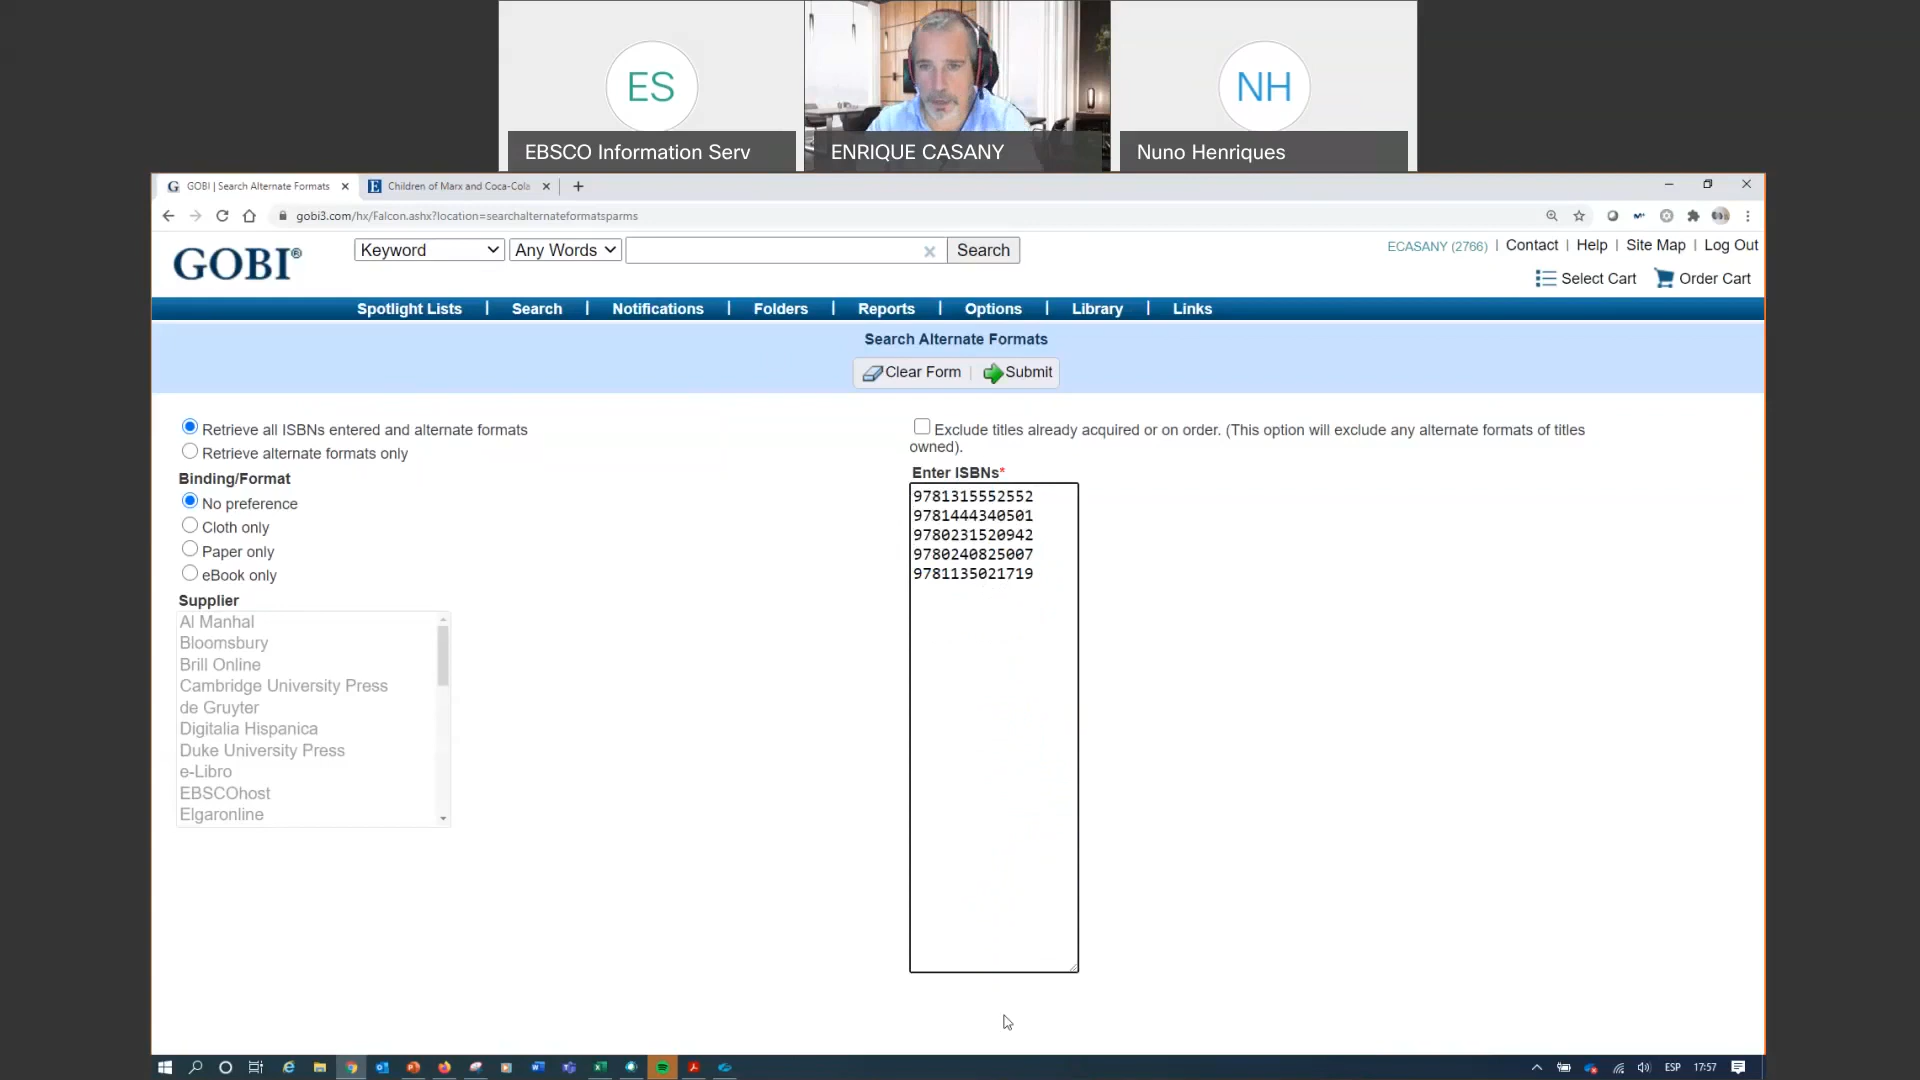 ES
NH
EBSCO Information Serv
ENRIQUE CASANY
Nuno Henriques
GOBI | Search Alternate Formats
Children of Marx and Coca-Cola
gobi3.com/hx/Falcon.ashx?location=searchalternateformatsparms
GOBI®
Keyword
Any Words
Search
ECASANY (2766) | Contact | Help | Site Map | Log Out
Select Cart
Order Cart
Spotlight Lists | Search | Notifications | Folders | Reports | Options | Library | Links
Search Alternate Formats
Clear Form | Submit
Retrieve all ISBNs entered and alternate formats
Retrieve alternate formats only
Binding/Format
No preference
Cloth only
Paper only
eBook only
Supplier
Al Manhal
Bloomsbury
Brill Online
Cambridge University Press
de Gruyter
Digitalia Hispanica
Duke University Press
e-Libro
EBSCOhost
Elgaronline
Exclude titles already acquired or on order. (This option will exclude any alternate formats of titles
owned).
Enter ISBNs*
9781315552552
9781444340501
9780231520942
9780240825007
9781135021719
ESP
17:57